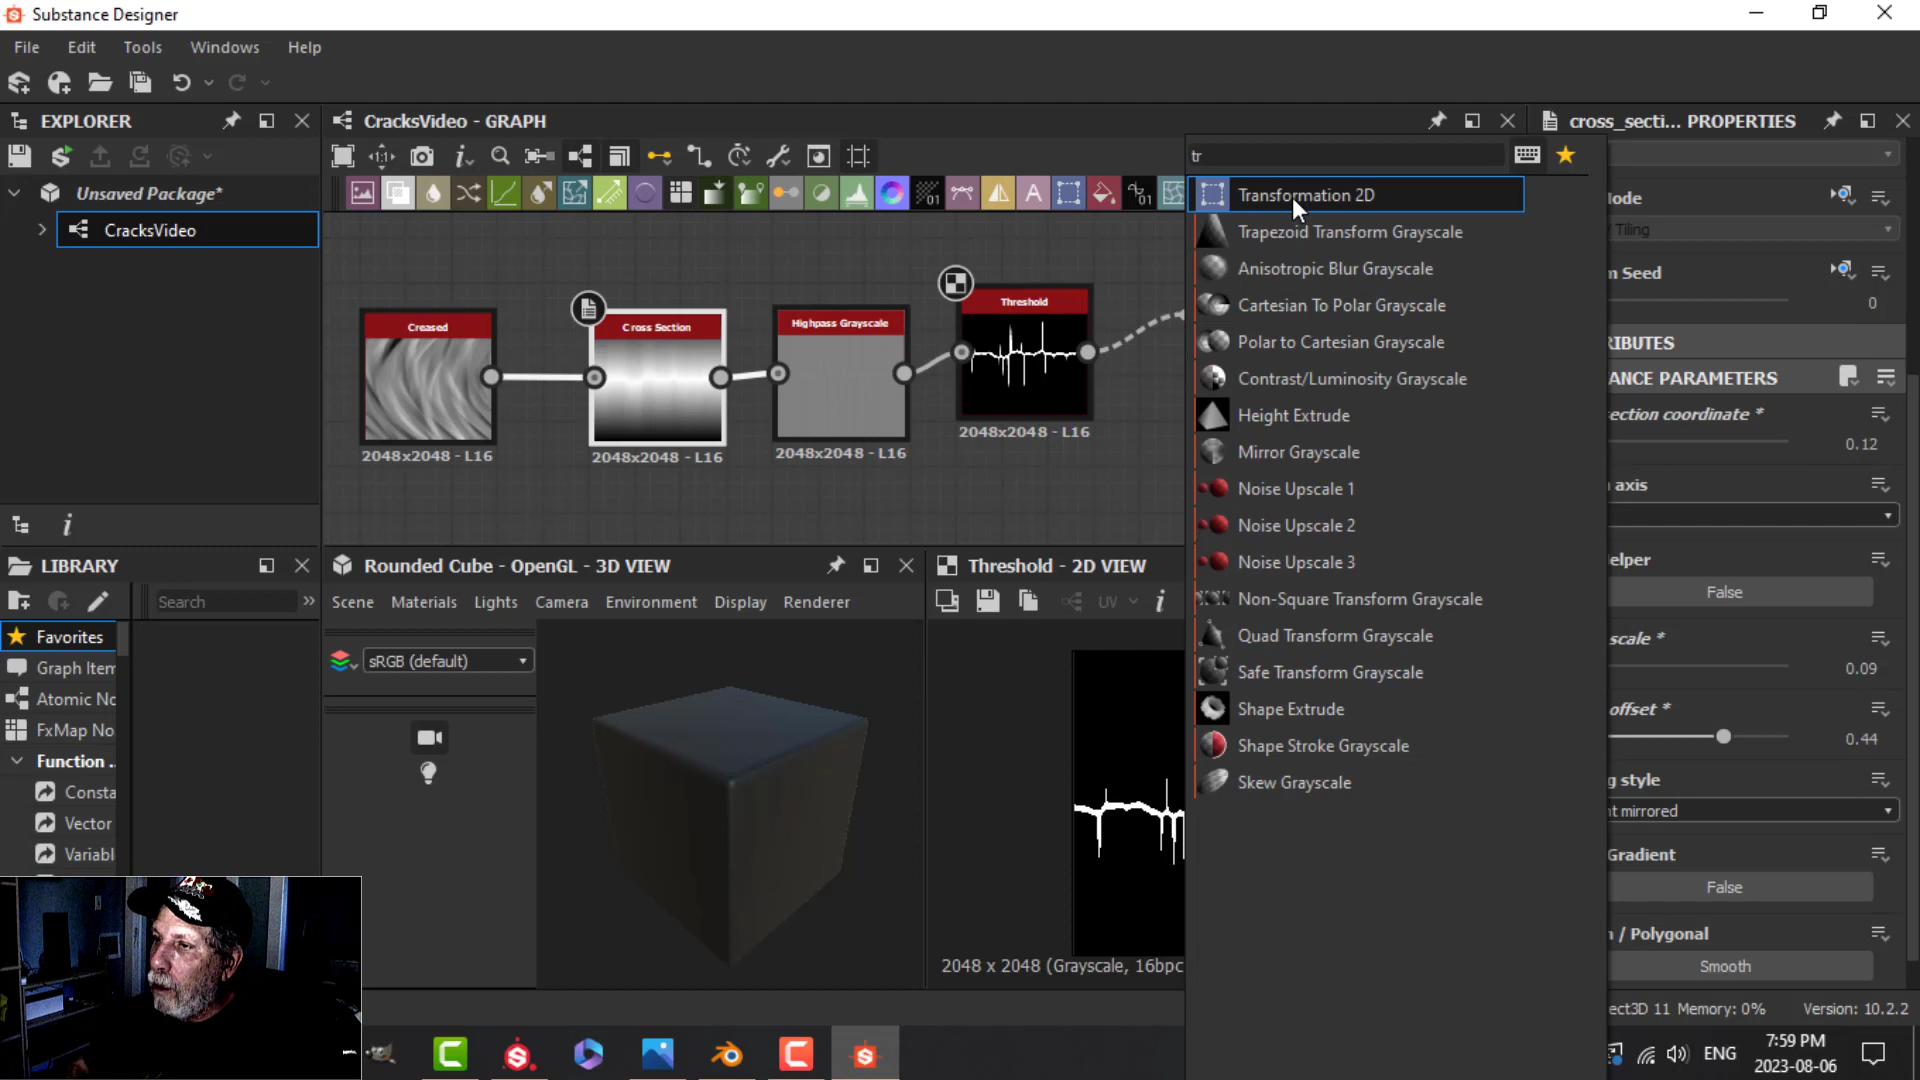 Substance Designer
File Edit Tools Windows Help
EXPLORER
CracksVideo - GRAPH
cross_secti... PROPERTIES
tr
Unsaved Package*
CracksVideo
Transformation 2D
Trapezoid Transform Grayscale
Anisotropic Blur Grayscale
Cartesian To Polar Grayscale
Polar to Cartesian Grayscale
Contrast/Luminosity Grayscale
Height Extrude
Mirror Grayscale
Noise Upscale 1
Noise Upscale 2
Noise Upscale 3
Non-Square Transform Grayscale
Quad Transform Grayscale
Safe Transform Grayscale
Shape Extrude
Shape Stroke Grayscale
Skew Grayscale
Creased
2048x2048 - L16
Cross Section
2048x2048 - L16
Highpass Grayscale
2048x2048 - L16
Threshold
2048x2048 - L16
lode
/ Tiling
n Seed
0
RIBUTES
ANCE PARAMETERS
ection coordinate *
0.12
axis
elper
False
scale *
0.09
offset *
0.44
g style
nt mirrored
Gradient
False
/ Polygonal
Smooth
LIBRARY
Search
Favorites
Graph Item
Atomic No
FxMap No
Function ..
Consta
Vector
Variabl
Rounded Cube - OpenGL - 3D VIEW
Scene Materials Lights Camera Environment Display Renderer
sRGB (default)
Threshold - 2D VIEW
UV
2048 x 2048 (Grayscale, 16bpc
ect3D 11 Memory: 0% Version: 10.2.2
ENG
7:59 PM
2023-08-06